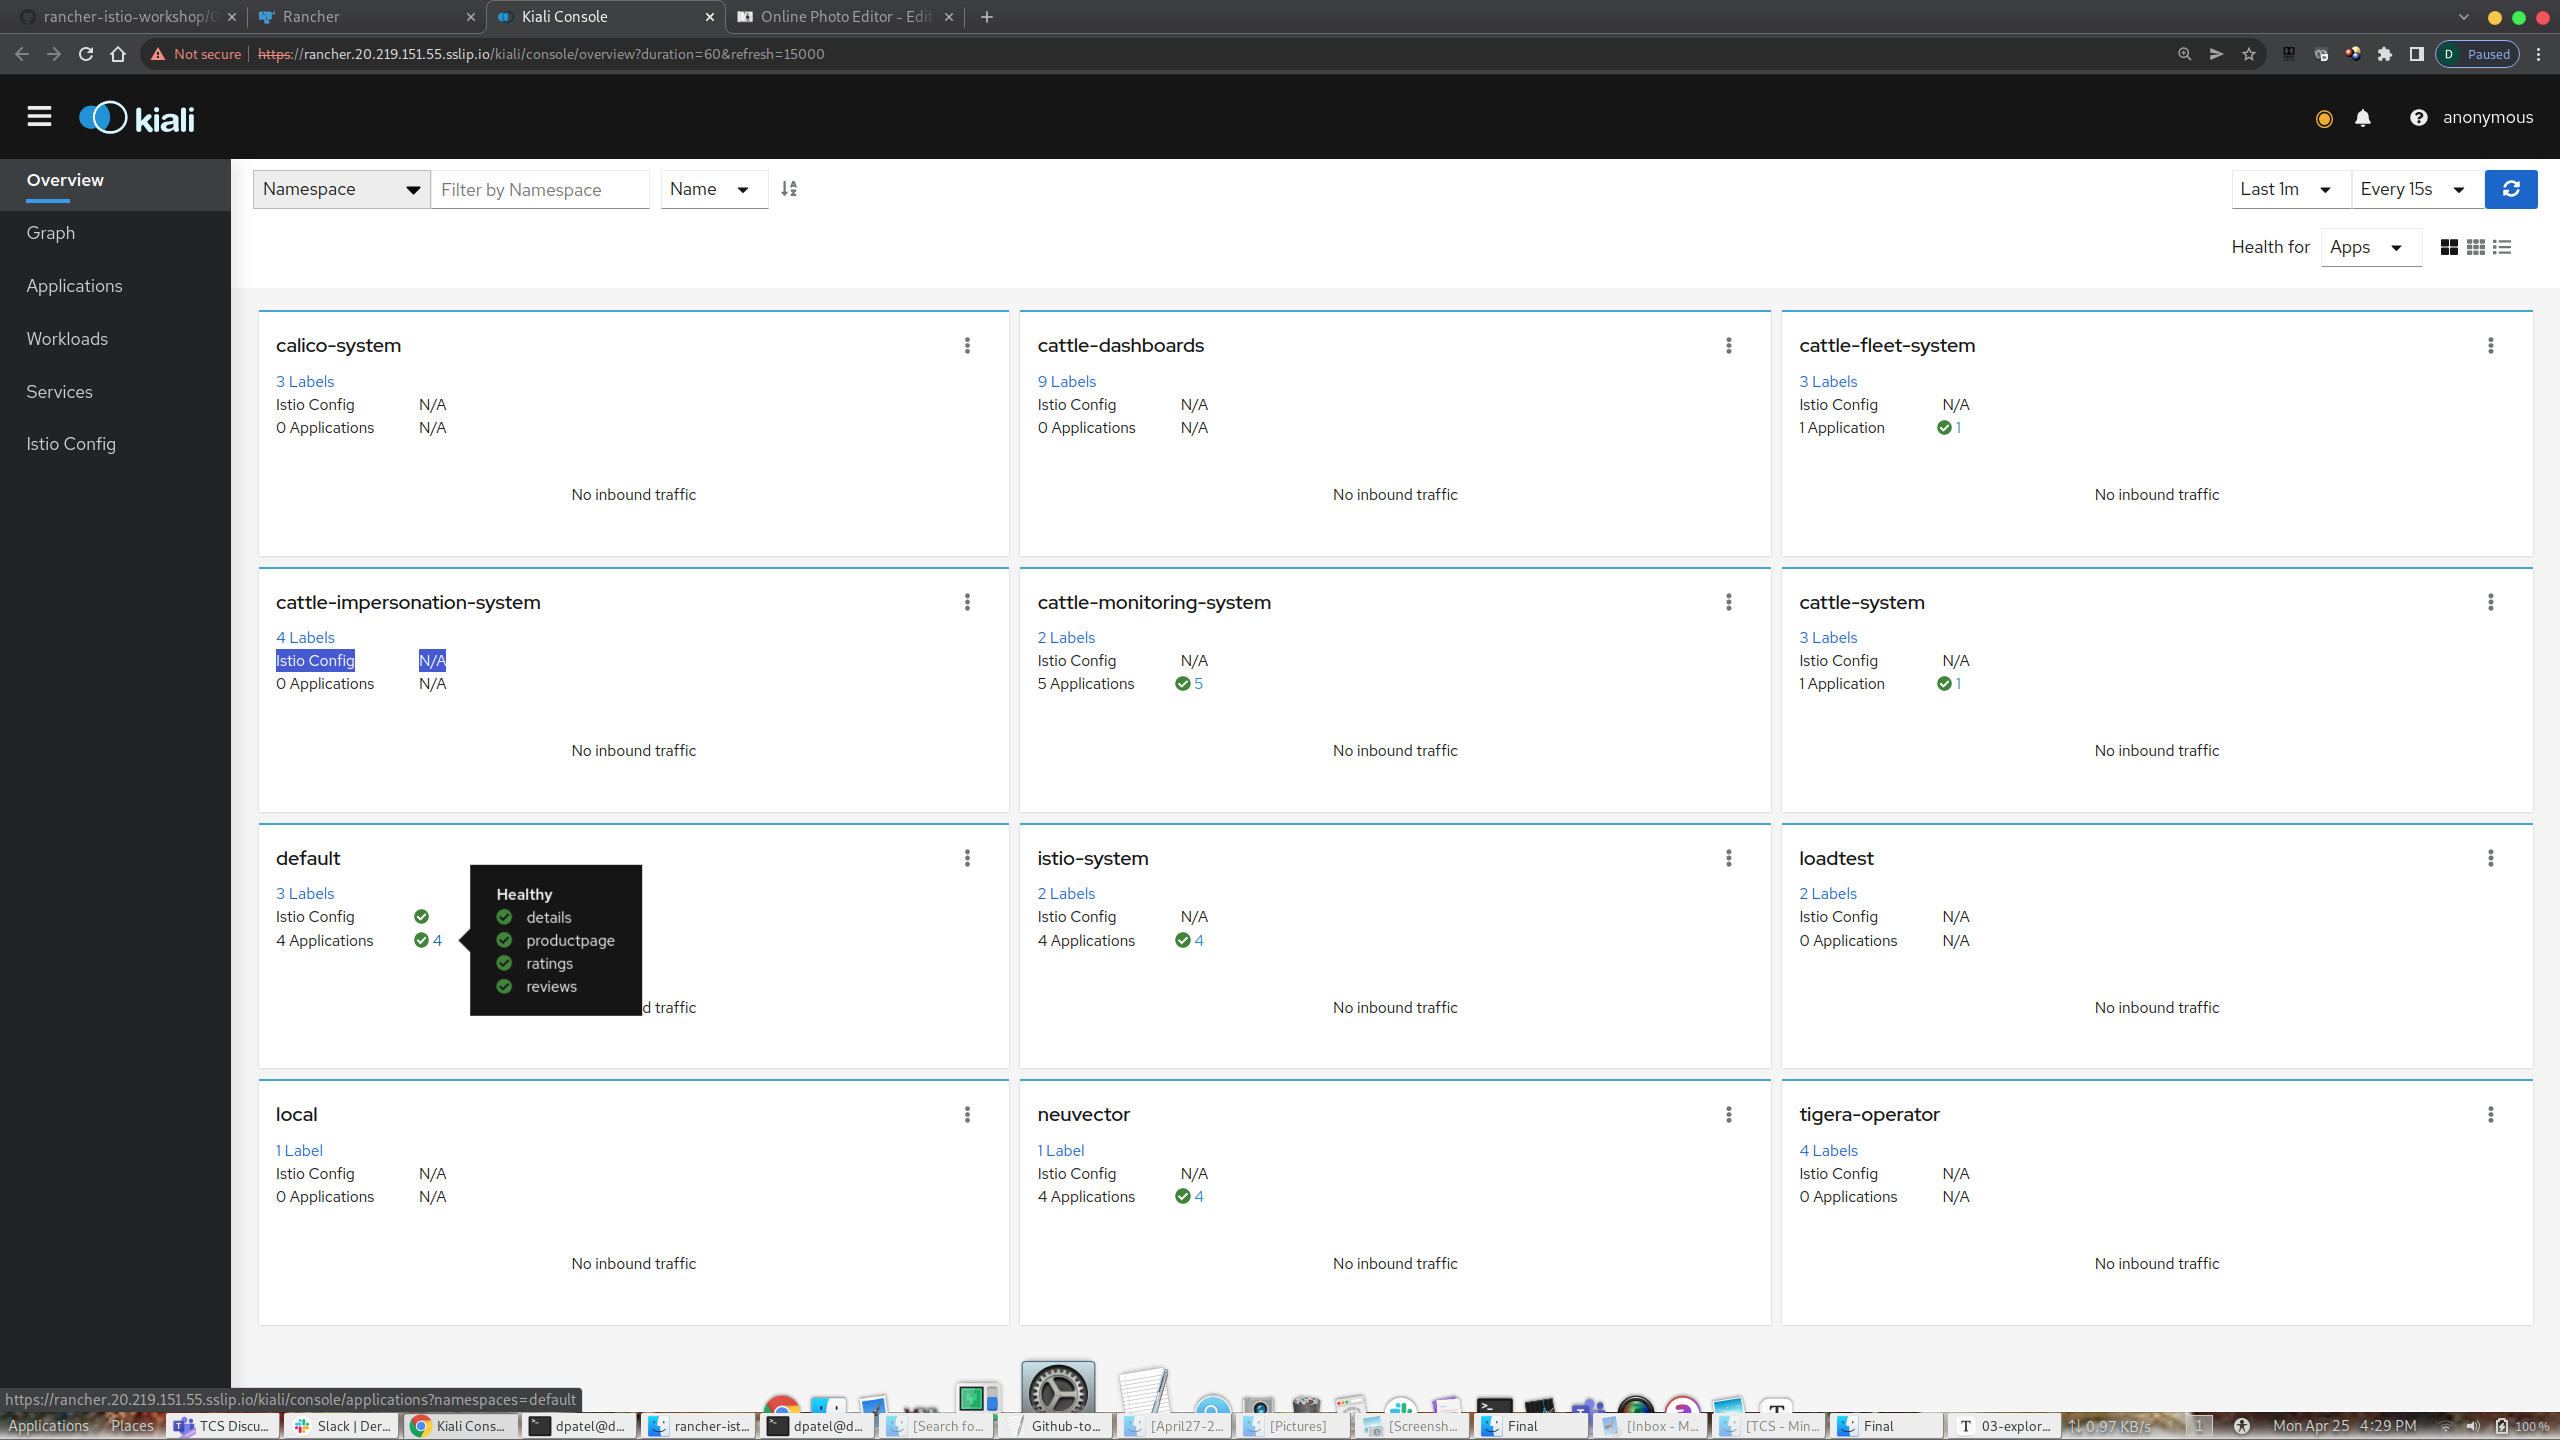 rancher-istio-workshop/0
Rancher
Kiali Console
Online Photo Editor - Edit
Not secure
https://rancher.20.219.151.55.sslip.io/kiali/console/overview?duration=60&refresh=15000
D Paused
kiali
anonymous
Overview
Graph
Applications
Workloads
Services
Istio Config
Namespace
Filter by Namespace
Name
Last 1m
Every 15s
Health for
Apps
calico-system
3 Labels
Istio Config N/A
0 Applications N/A
No inbound traffic
cattle-dashboards
9 Labels
Istio Config N/A
0 Applications N/A
No inbound traffic
cattle-fleet-system
3 Labels
Istio Config N/A
1 Application 1
No inbound traffic
cattle-impersonation-system
4 Labels
Istio Config N/A
0 Applications N/A
No inbound traffic
cattle-monitoring-system
2 Labels
Istio Config N/A
5 Applications 5
No inbound traffic
cattle-system
3 Labels
Istio Config N/A
1 Application 1
No inbound traffic
default
3 Labels
Istio Config
4 Applications 4
Healthy
details
productpage
ratings
reviews
d traffic
istio-system
2 Labels
Istio Config N/A
4 Applications 4
No inbound traffic
loadtest
2 Labels
Istio Config N/A
0 Applications N/A
No inbound traffic
local
1 Label
Istio Config N/A
0 Applications N/A
No inbound traffic
neuvector
1 Label
Istio Config N/A
4 Applications 4
No inbound traffic
tigera-operator
4 Labels
Istio Config N/A
0 Applications N/A
No inbound traffic
https://rancher.20.219.151.55.sslip.io/kiali/console/applications?namespaces=default
Applications
Places
TCS Discu...
Slack | Der...
Kiali Cons...
dpatel@d...
rancher-ist...
dpatel@d...
[Search fo...
Github-to...
[April27-2...
[Pictures]
[Screensh...
Final
[Inbox - M...
[TCS - Min...
Final
T 03-explor...
0.97 KB/s
1
Mon Apr 25 4:29 PM
100 %